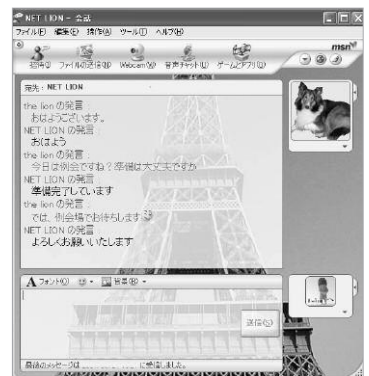 NET LION - 会話
ファイル(F) 編集(E) 操作(A) ツール(T) ヘルプ(H)
msn
招待(I) ファイルの送信(L) Webcam(W) 音声チャット(U) ゲームとアプリ(G)
宛先: NET LION
the lion の発言:
おはようございます。
NET LION の発言:
おはよう
the lion の発言:
今日は例会ですね?準備は大丈夫ですか
NET LION の発言:
準備完了しています
the lion の発言:
では、例会場でお待ちします
NET LION の発言:
よろしくお願いいたします
A フォント(O) 背景(B)
送信(S)
最後のメッセージは に受信しました。